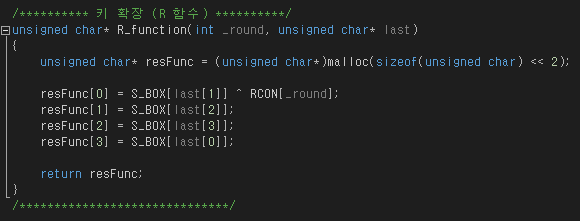 /********** 키 확장 (R 함수) **********/
unsigned char* R_function(int _round, unsigned char* last)
{
unsigned char* resFunc = (unsigned char*)malloc(sizeof(unsigned char) << 2);
resFunc[0] = S_BOX[last[1]] ^ RCON[_round];
resFunc[1] = S_BOX[last[2]];
resFunc[2] = S_BOX[last[3]];
resFunc[3] = S_BOX[last[0]];
return resFunc;
}
/******************************/